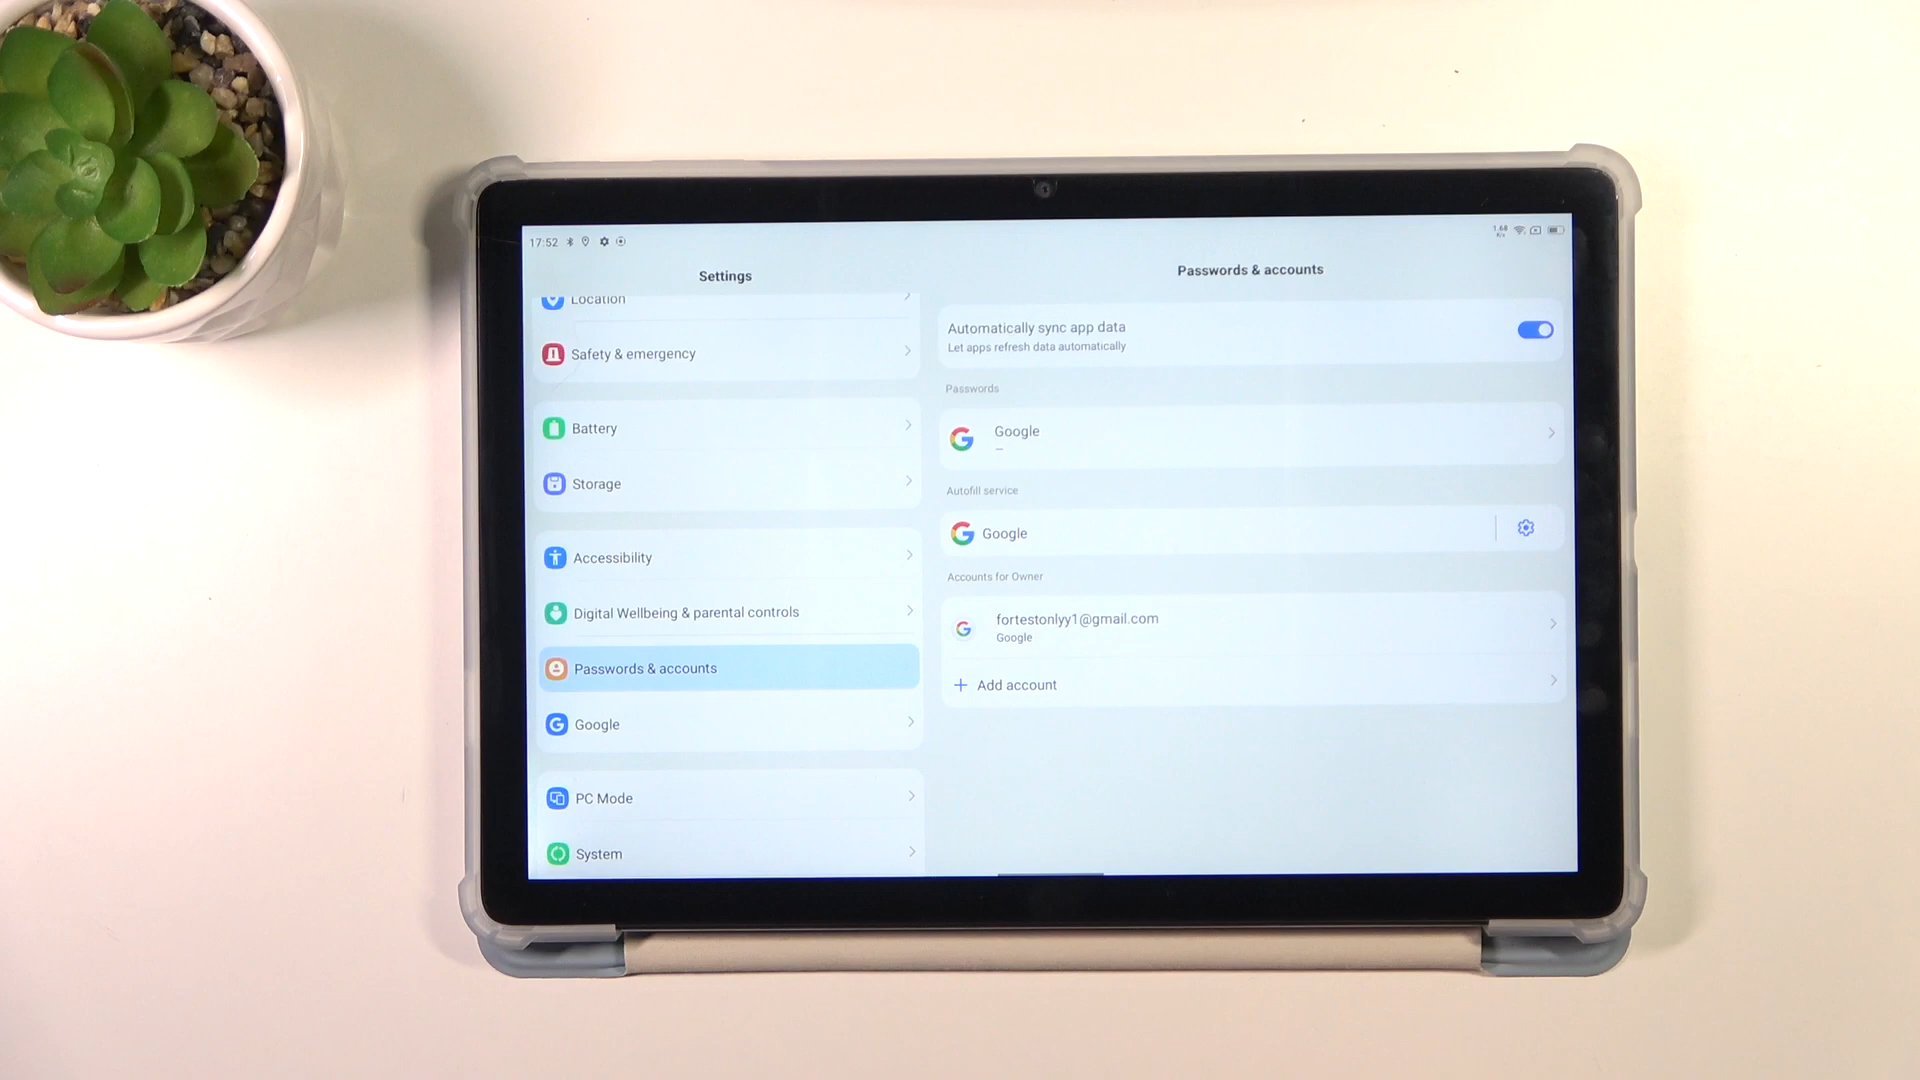 17:52
1.68
K/s
Settings
Location
Safety & emergency
Battery
Storage
Accessibility
Digital Wellbeing & parental controls
Passwords & accounts
Google
PC Mode
System
Passwords & accounts
Automatically sync app data
Let apps refresh data automatically
Passwords
Google
–
Autofill service
Google
Accounts for Owner
fortestonlyy1@gmail.com
Google
+ Add account